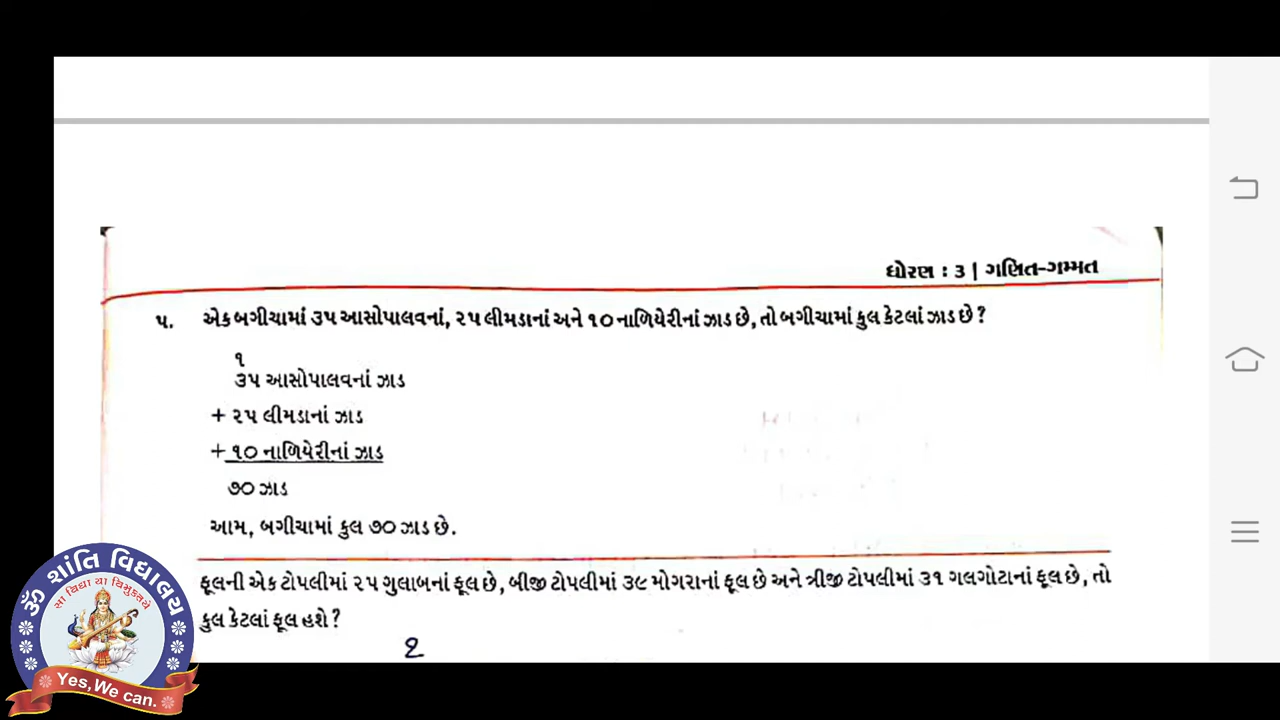 ધોરણ : ૩ | ગણિત-ગમ્મત
૫. એક બગીચામાં ૩૫ આસોપાલવનાં, ૨૫ લીમડાનાં અને ૧૦ નાળિયેરીનાં ઝાડ છે, તો બગીચામાં કુલ કેટલાં ઝાડ છે ?
૧
૩૫ આસોપાલવનાં ઝાડ
+ ૨૫ લીમડાનાં ઝાડ
+ ૧૦ નાળિયેરીનાં ઝાડ
૭૦ ઝાડ
આમ, બગીચામાં કુલ ૭૦ ઝાડ છે.
ફૂલની એક ટોપલીમાં ૨૫ ગુલાબનાં ફૂલ છે, બીજી ટોપલીમાં ૩૯ મોગરાનાં ફૂલ છે અને ત્રીજી ટોપલીમાં ૩૧ ગલગોટાનાં ફૂલ છે, તો
કુલ કેટલાં ફૂલ હશે ?
ૐ શાંતિ વિદ્યાલય
सा विद्या या विमुक्तये
Yes, We can.